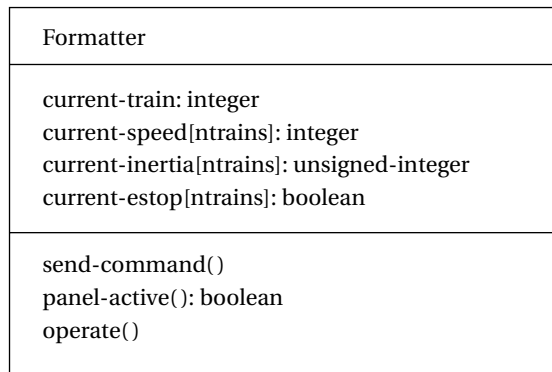 Formatter
current-train: integer
current-speed[ntrains]: integer
current-inertia[ntrains]: unsigned-integer
current-estop[ntrains]: boolean
send-command()
panel-active(): boolean
operate()